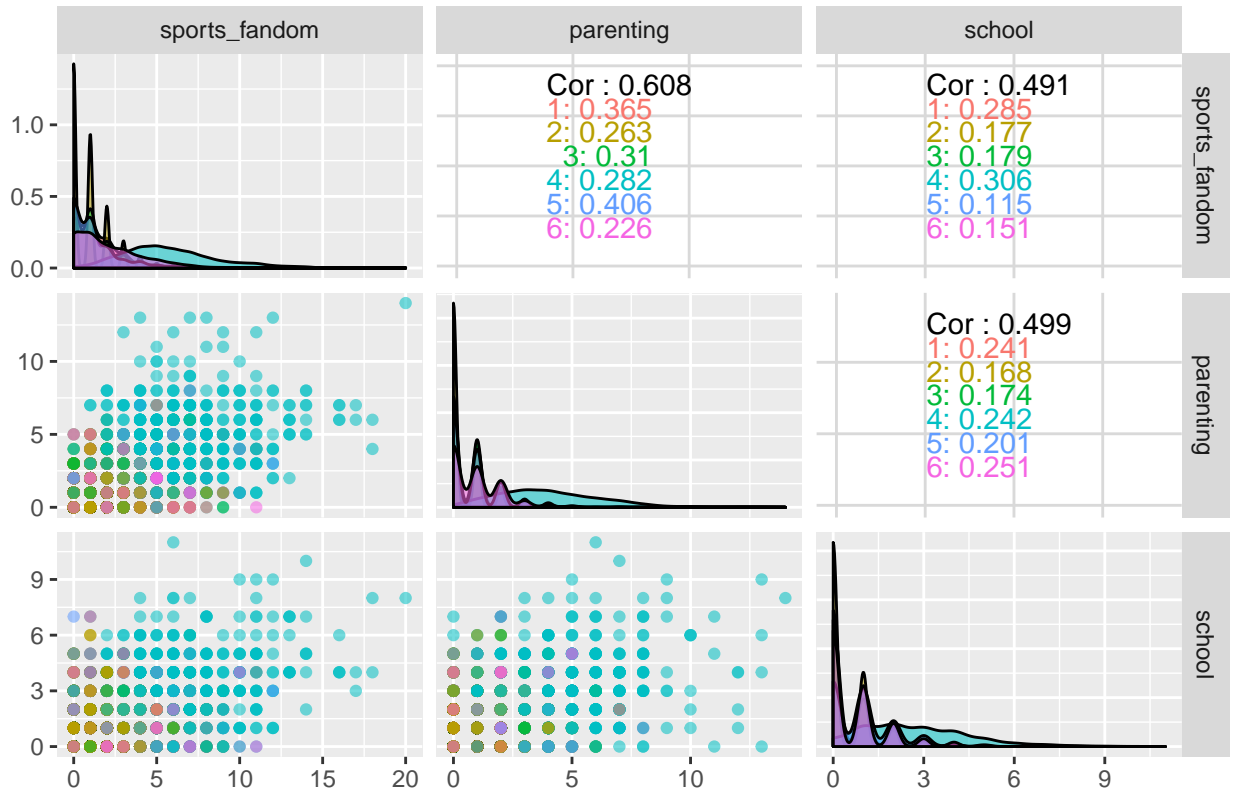 sports_fandom
parenting
school
1.0
0.5
0.0
Cor : 0.608
1: 0.365
2: 0.263
3: 0.31
4: 0.282
5: 0.406
6: 0.226
Cor : 0.491
1: 0.285
2: 0.177
3: 0.179
4: 0.306
5: 0.115
6: 0.151
sports_fandom
10
5
0
Cor : 0.499
1: 0.241
2: 0.168
3: 0.174
4: 0.242
5: 0.201
6: 0.251
parenting
9
6
3
0
school
0 5 10 15 20
0 5 10
0 3 6 9